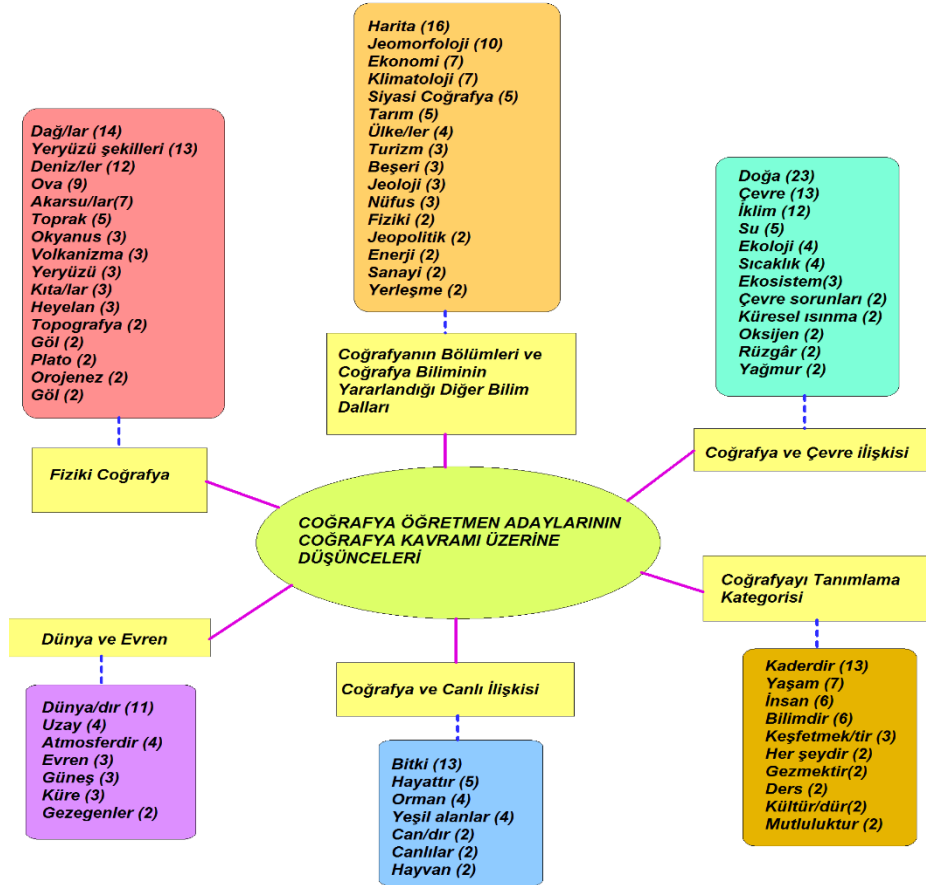 Harita (16)
Jeomorfoloji (10)
Ekonomi (7)
Klimatoloji (7)
Siyasi Coğrafya (5)
Tarım (5)
Ülke/ler (4)
Turizm (3)
Beşeri (3)
Jeoloji (3)
Nüfus (3)
Fiziki (2)
Jeopolitik (2)
Enerji (2)
Sanayi (2)
Yerleşme (2)
Dağ/lar (14)
Yeryüzü şekilleri (13)
Deniz/ler (12)
Ova (9)
Akarsu/lar(7)
Toprak (5)
Okyanus (3)
Volkanizma (3)
Yeryüzü (3)
Kıta/lar (3)
Heyelan (3)
Topografya (2)
Göl (2)
Plato (2)
Orojenez (2)
Göl (2)
Doğa (23)
Çevre (13)
İklim (12)
Su (5)
Ekoloji (4)
Sıcaklık (4)
Ekosistem(3)
Çevre sorunları (2)
Küresel ısınma (2)
Oksijen (2)
Rüzgâr (2)
Yağmur (2)
Coğrafyanın Bölümleri ve
Coğrafya Biliminin
Yararlandığı Diğer Bilim
Dalları
Fiziki Coğrafya
Coğrafya ve Çevre iLişkisi
COĞRAFYA ÖĞRETMEN ADAYLARININ
COĞRAFYA KAVRAMI ÜZERİNE
DÜŞÜNCELERİ
Coğrafyayı Tanımlama
Kategorisi
Dünya ve Evren
Coğrafya ve Canlı İlişkisi
Dünya/dır (11)
Uzay (4)
Atmosferdir (4)
Evren (3)
Güneş (3)
Küre (3)
Gezegenler (2)
Bitki (13)
Hayattır (5)
Orman (4)
Yeşil alanlar (4)
Can/dır (2)
Canlılar (2)
Hayvan (2)
Kaderdir (13)
Yaşam (7)
İnsan (6)
Bilimdir (6)
Keşfetmek/tir (3)
Her şeydir (2)
Gezmektir(2)
Ders (2)
Kültür/dür(2)
Mutluluktur (2)